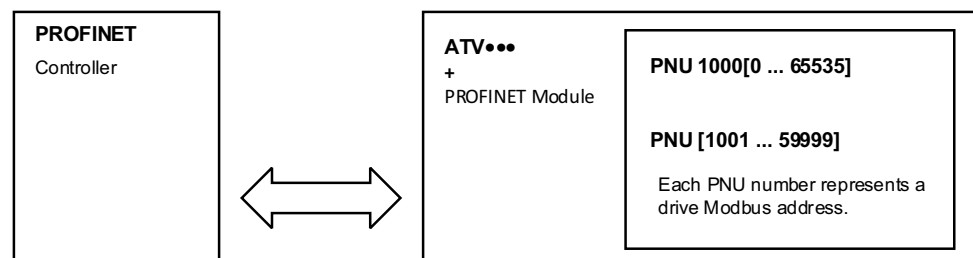 PROFINET
Controller
ATV•••
+
PROFINET Module
PNU 1000[0 ... 65535]
PNU [1001 ... 59999]
Each PNU number represents a
drive Modbus address.